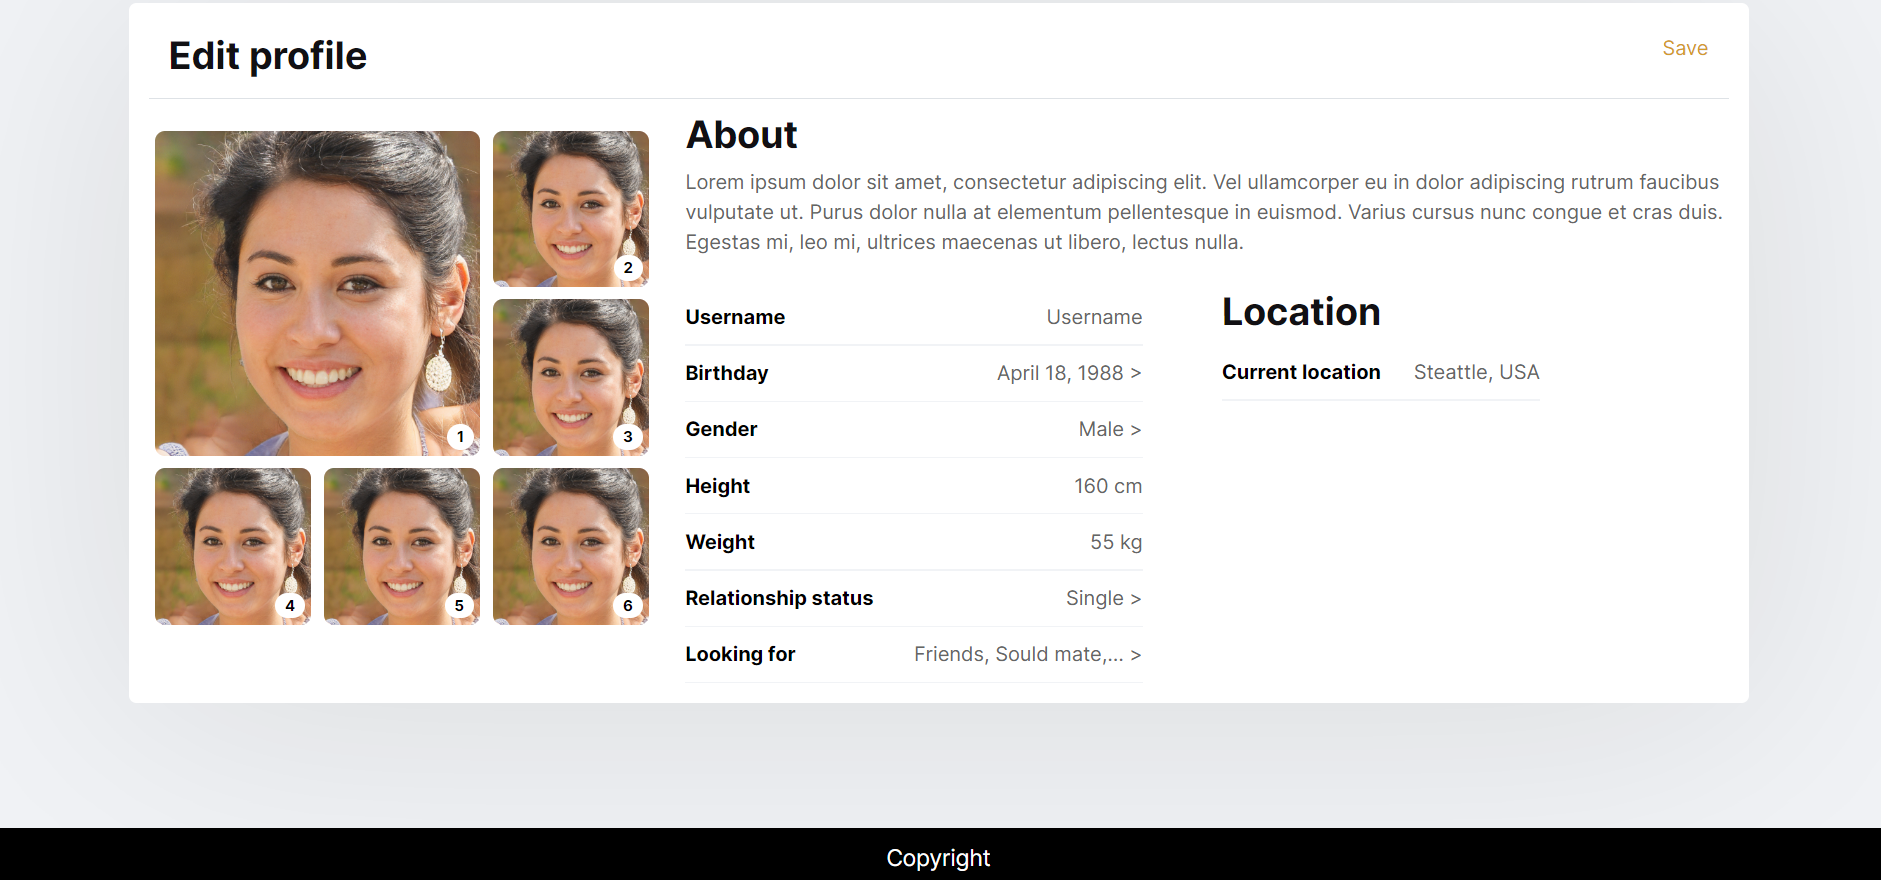 Edit profile
Save
1
2
3
4
5
6
About
Lorem ipsum dolor sit amet, consectetur adipiscing elit. Vel ullamcorper eu in dolor adipiscing rutrum faucibus
vulputate ut. Purus dolor nulla at elementum pellentesque in euismod. Varius cursus nunc congue et cras duis.
Egestas mi, leo mi, ultrices maecenas ut libero, lectus nulla.
Username Username
Birthday April 18, 1988 >
Gender Male >
Height 160 cm
Weight 55 kg
Relationship status Single >
Looking for Friends, Sould mate,... >
Location
Current location Steattle, USA
Copyright